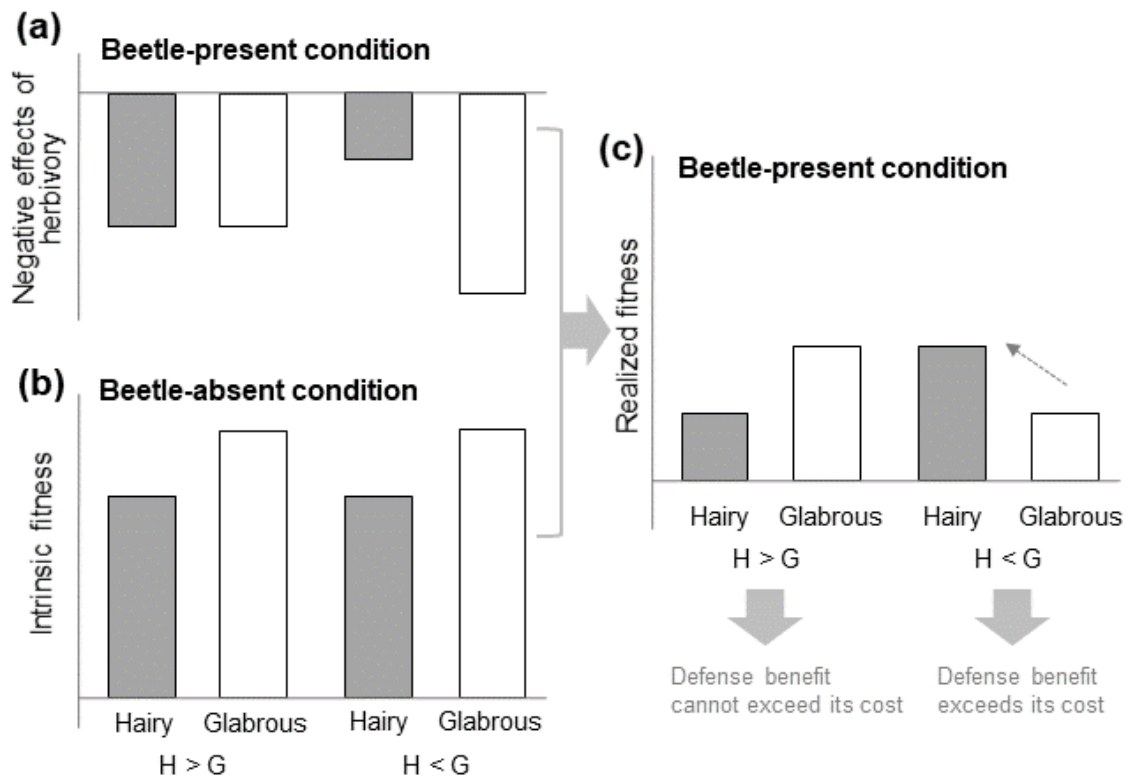 (a)
Beetle-present condition
Negative effects of
herbivory
(b)
Beetle-absent condition
Intrinsic fitness
Hairy Glabrous Hairy Glabrous
H > G H < G
(c)
Beetle-present condition
Realized fitness
Hairy Glabrous Hairy Glabrous
H > G H < G
Defense benefit
cannot exceed its cost
Defense benefit
exceeds its cost